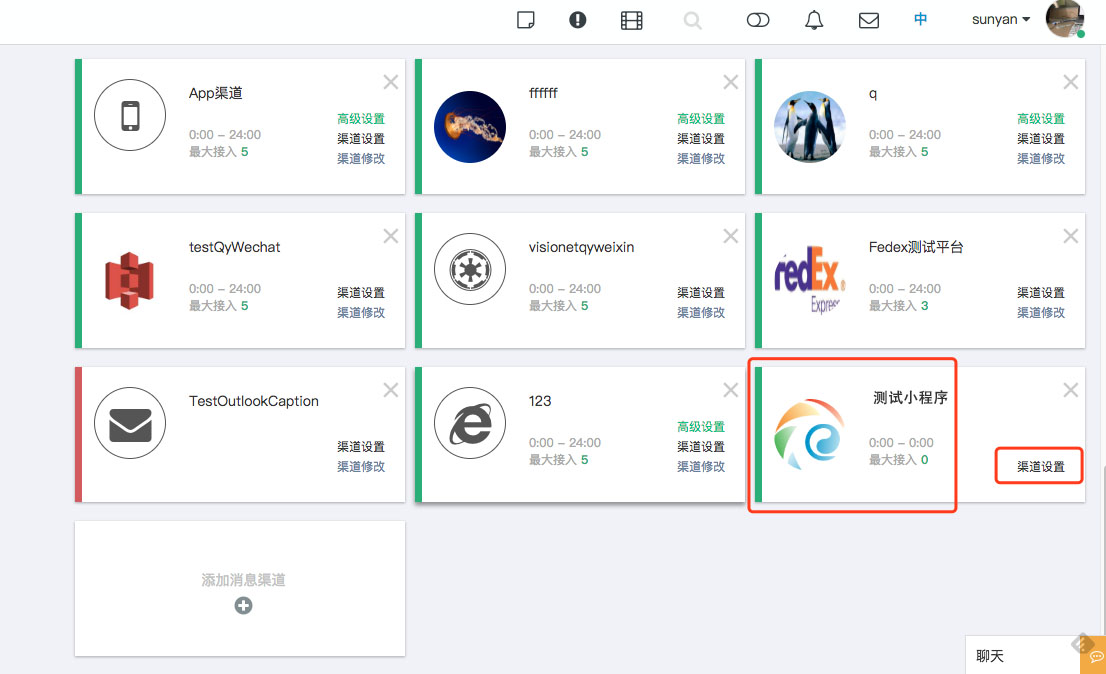 中
sunyan
App渠道
高级设置
0:00 – 24:00
渠道设置
最大接入 5
渠道修改
ffffff
高级设置
0:00 – 24:00
渠道设置
最大接入 5
渠道修改
q
高级设置
0:00 – 24:00
渠道设置
最大接入 5
渠道修改
testQyWechat
0:00 – 24:00
渠道设置
最大接入 5
渠道修改
visionetqyweixin
0:00 – 24:00
渠道设置
最大接入 5
渠道修改
Fedex测试平台
redEx
Express
0:00 – 24:00
渠道设置
最大接入 3
渠道修改
TestOutlookCaption
渠道设置
渠道修改
123
高级设置
0:00 – 24:00
渠道设置
最大接入 5
渠道修改
测试小程序
0:00 – 0:00
最大接入 0
渠道设置
添加消息渠道
聊天